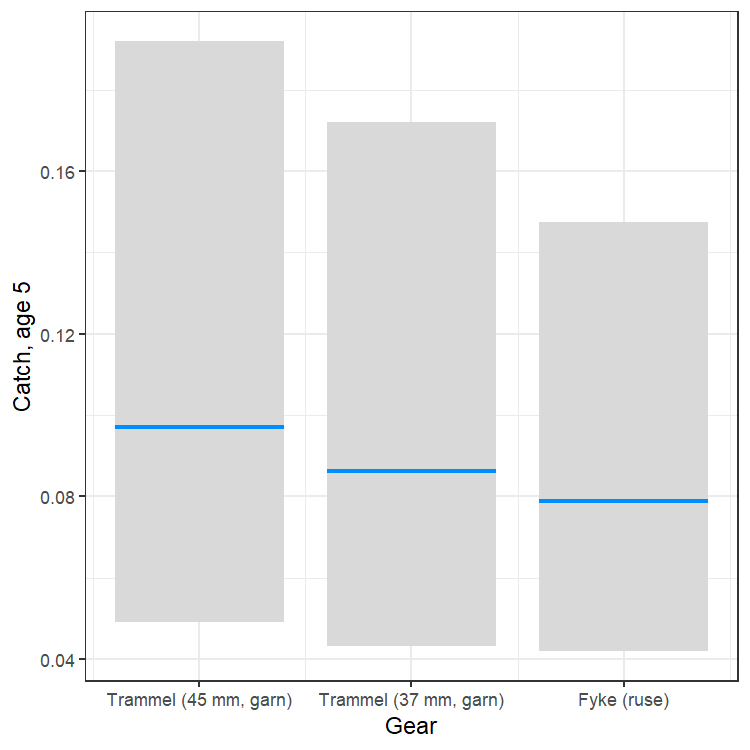 Catch, age 5
0.16
0.12
0.08
0.04
Trammel (45 mm, garn) Trammel (37 mm, garn) Fyke (ruse)
Gear